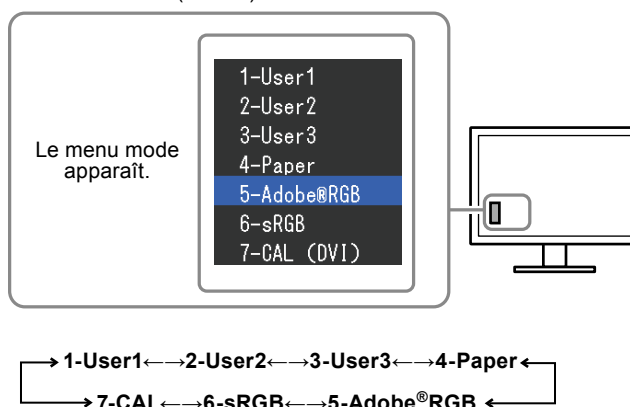 Le menu mode
apparaît.
1-User1
2-User2
3-User3
4-Paper
5-Adobe®RGB
6-sRGB
7-CAL (DVI)
1-User1←→2-User2←→3-User3←→4-Paper
7-CAL←→6-sRGB←→5-Adobe®RGB